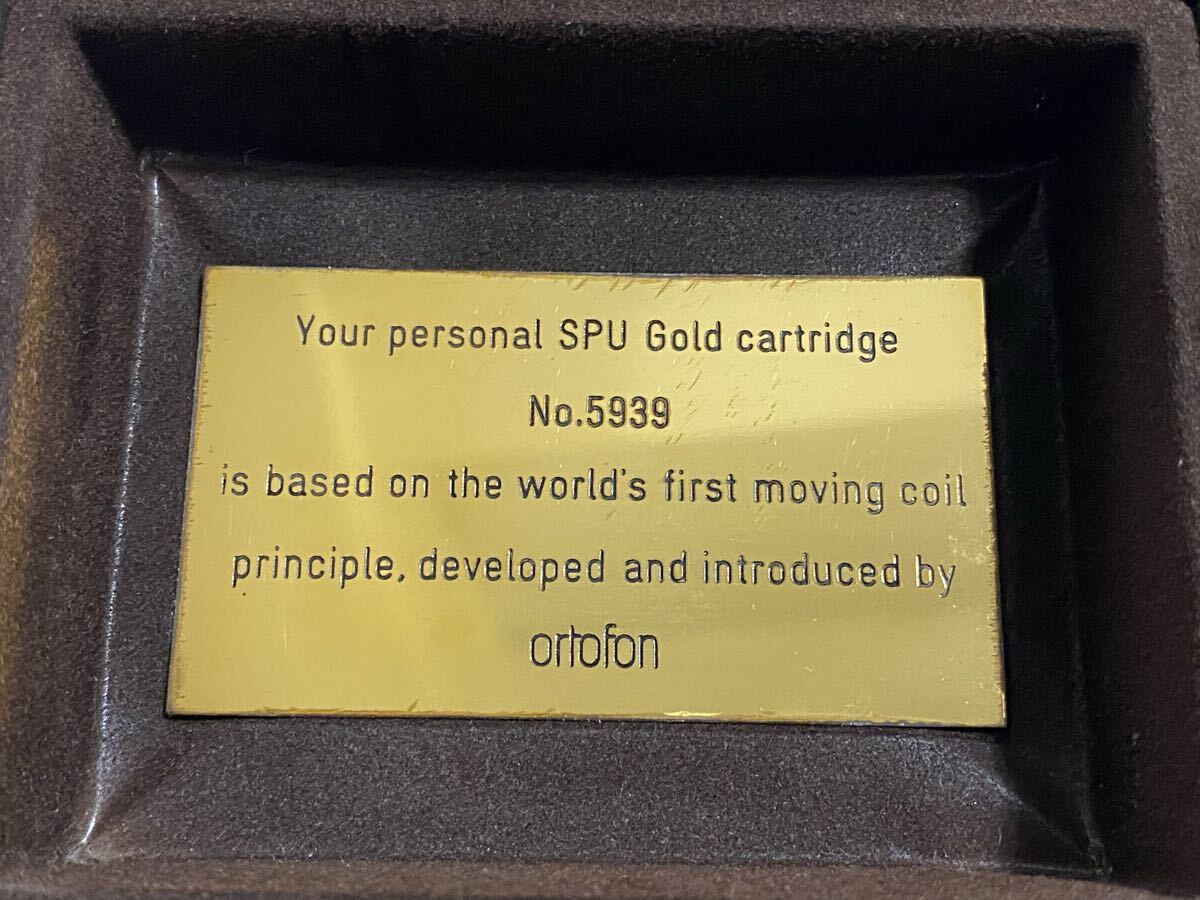 Your personal SPU Gold cartridge
No.5939
is based on the world's first moving coil
principle, developed and introduced by
ortofon